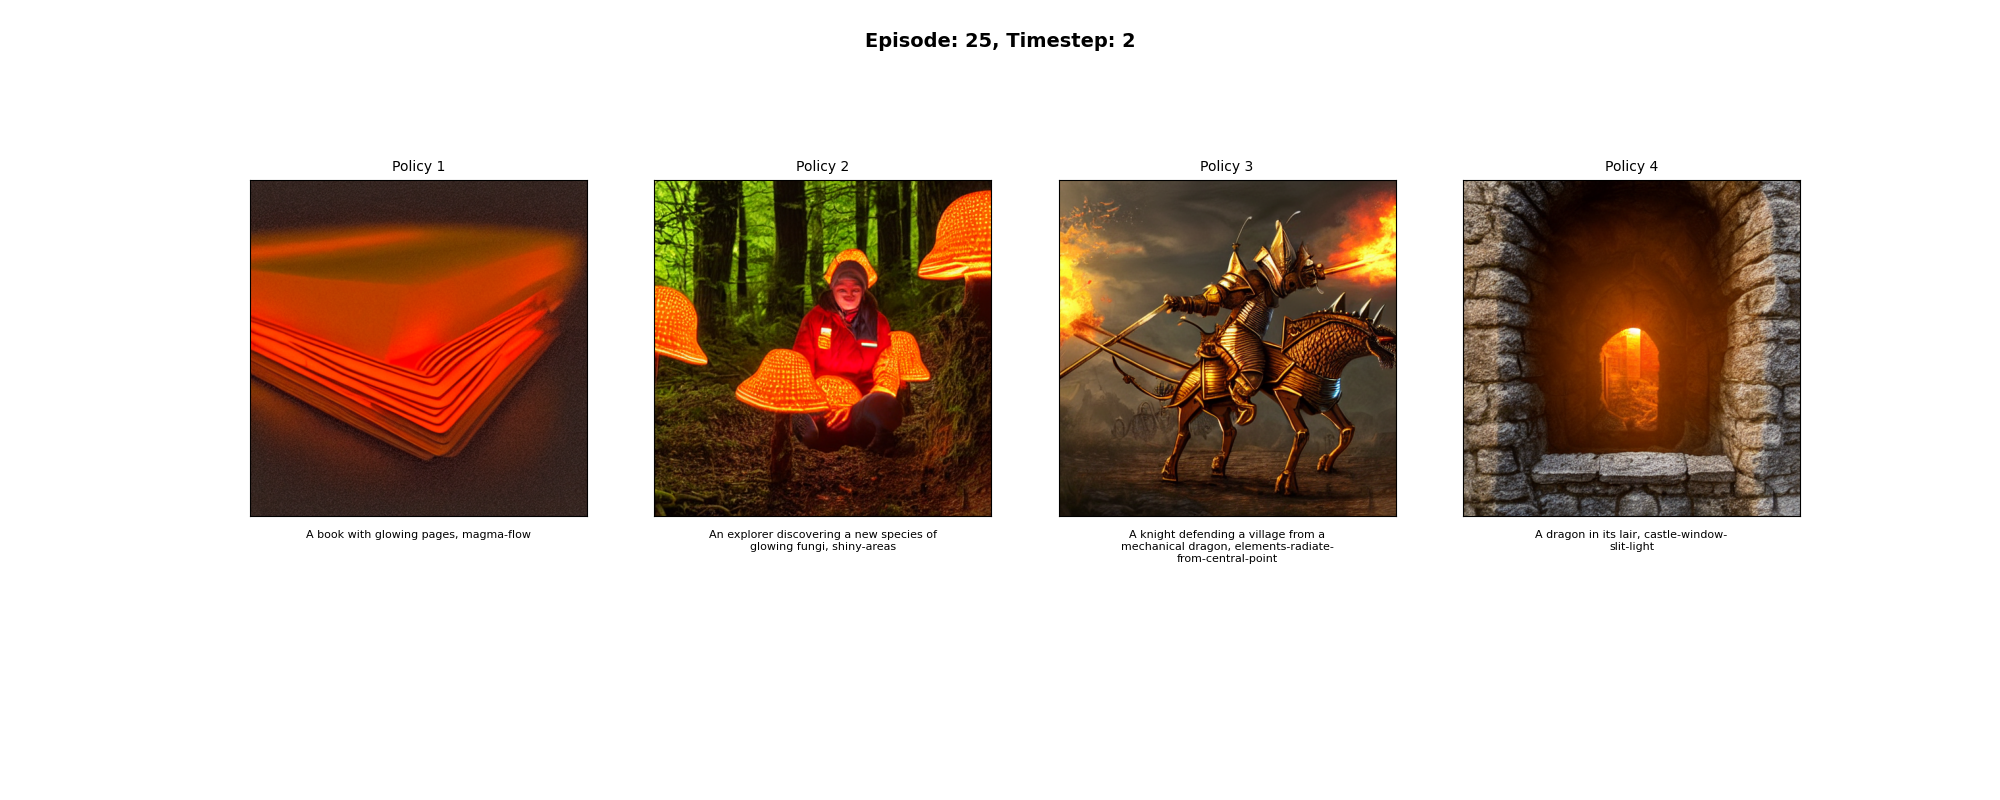 Episode: 25, Timestep: 2
Policy 1
Policy 2
Policy 3
Policy 4
A book with glowing pages, magma-flow
An explorer discovering a new species of
glowing fungi, shiny-areas
A knight defending a village from a
mechanical dragon, elements-radiate-
from-central-point
A dragon in its lair, castle-window-
slit-light